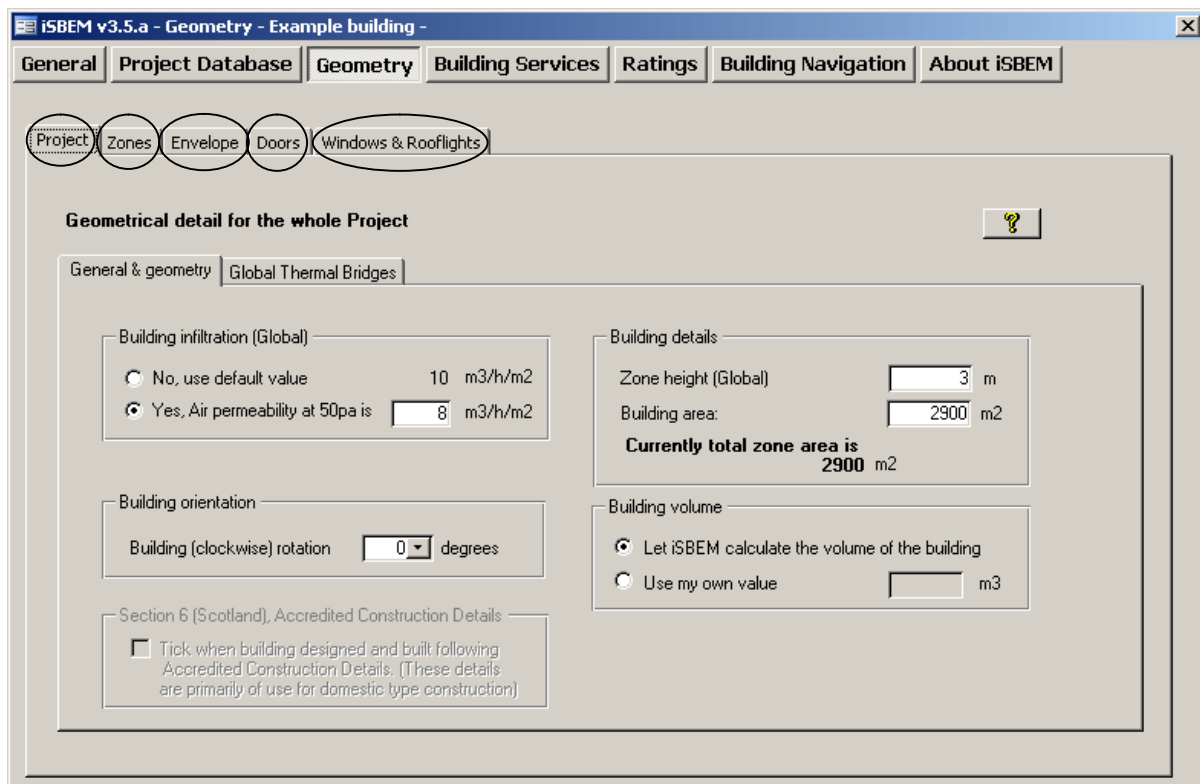 iSBEM v3.5.a - Geometry - Example building -
General Project Database Geometry Building Services Ratings Building Navigation About iSBEM
Project Zones Envelope Doors Windows & Rooflights
Geometrical detail for the whole Project
?
General & geometry Global Thermal Bridges
Building infiltration (Global)
No, use default value 10 m3/h/m2
Yes, Air permeability at 50pa is 8 m3/h/m2
Building details
Zone height (Global) 3 m
Building area: 2900 m2
Currently total zone area is
2900 m2
Building orientation
Building (clockwise) rotation 0 degrees
Building volume
Let iSBEM calculate the volume of the building
Use my own value m3
Section 6 (Scotland), Accredited Construction Details
Tick when building designed and built following
Accredited Construction Details. (These details
are primarily of use for domestic type construction)